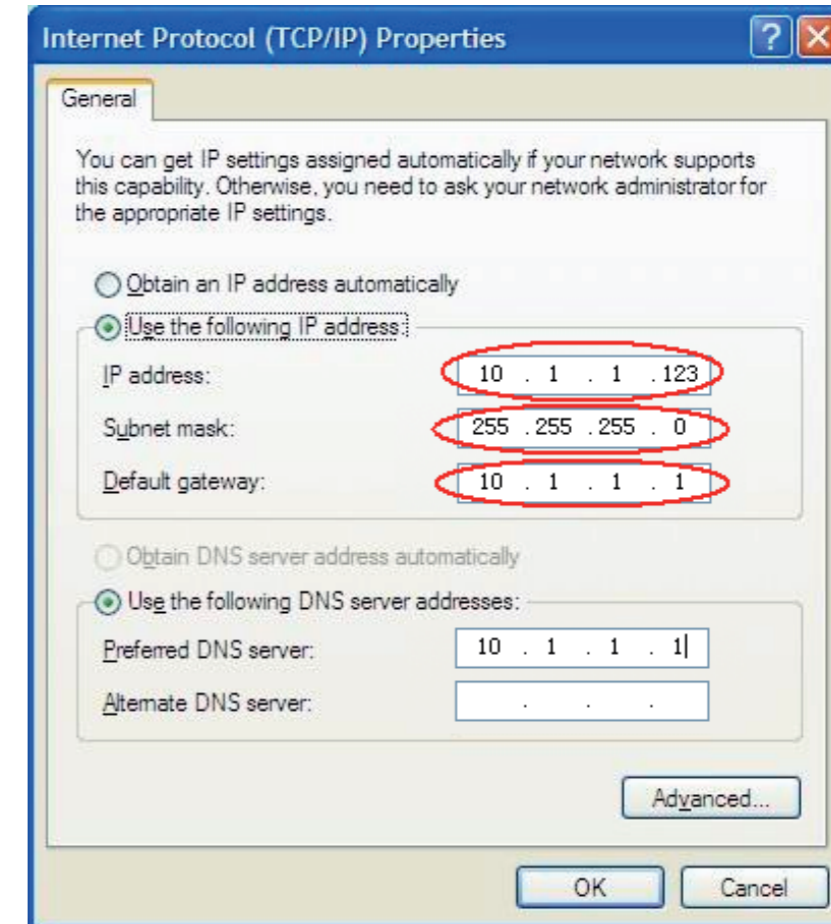 Internet Protocol (TCP/IP) Properties
General
You can get IP settings assigned automatically if your network supports
this capability. Otherwise, you need to ask your network administrator for
the appropriate IP settings.
Obtain an IP address automatically
Use the following IP address:
IP address: 10 . 1 . 1 . 123
Subnet mask: 255 . 255 . 255 . 0
Default gateway: 10 . 1 . 1 . 1
Obtain DNS server address automatically
Use the following DNS server addresses:
Preferred DNS server: 10 . 1 . 1 . 1
Alternate DNS server: . . .
Advanced...
OK Cancel